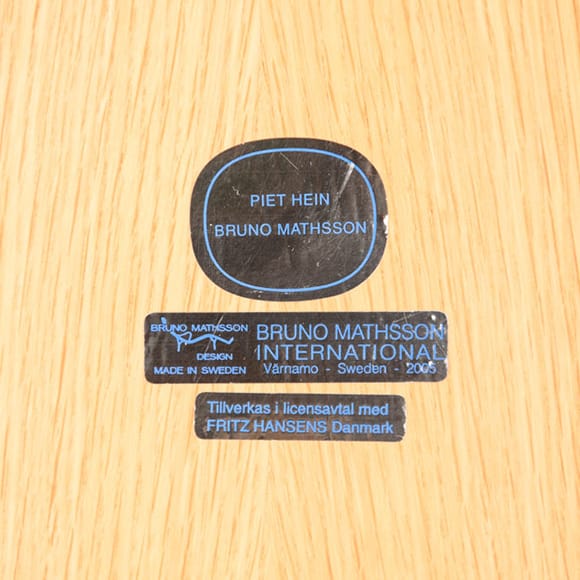 PIET HEIN
BRUNO MATHSSON
BRUNO MATHSSON
DESIGN
MADE IN SWEDEN
BRUNO MATHSSON
INTERNATIONAL
Värnamo - Sweden - 2005
Tillverkas i licensavtal med
FRITZ HANSENS Danmark